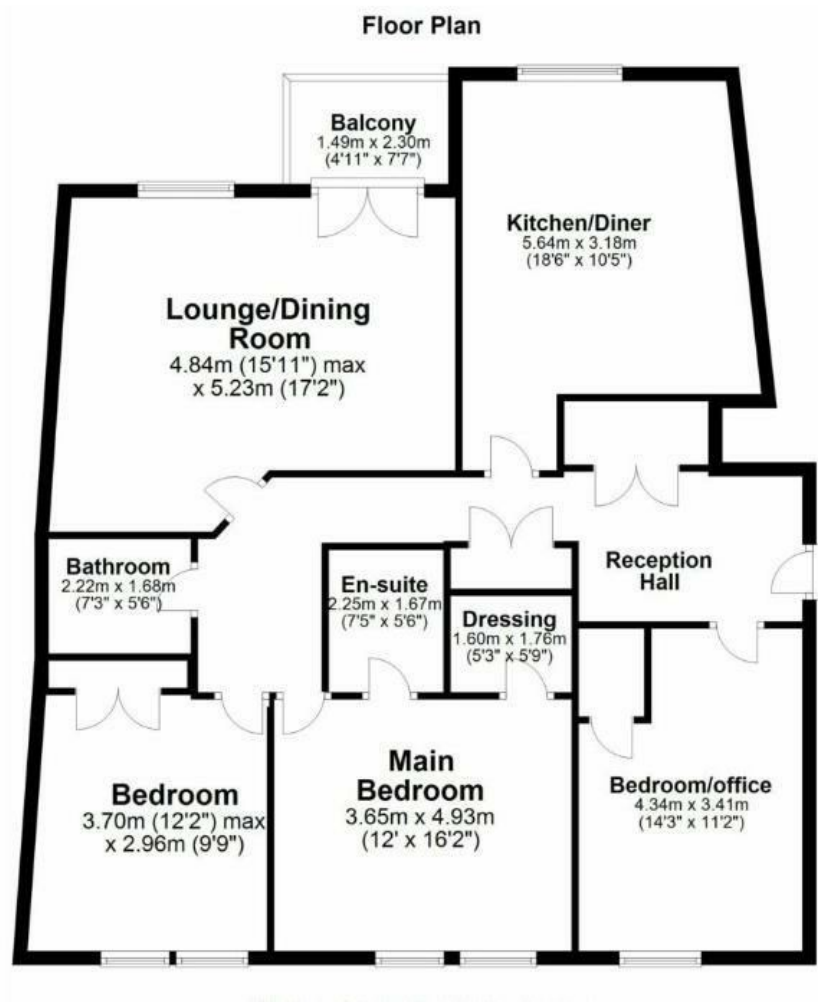 Floor Plan
Balcony
1.49m x 2.30m
(4'11" x 7'7")
Kitchen/Diner
5.64m x 3.18m
(18'6" x 10'5")
Lounge/Dining
Room
4.84m (15'11") max
x 5.23m (17'2")
Bathroom
2.22m x 1.68m
(7'3" x 5'6")
En-suite
2.25m x 1.67m
(7'5" x 5'6")
Dressing
1.60m x 1.76m
(5'3" x 5'9")
Reception
Hall
Bedroom
3.70m (12'2") max
x 2.96m (9'9")
Main
Bedroom
3.65m x 4.93m
(12' x 16'2")
Bedroom/office
4.34m x 3.41m
(14'3" x 11'2")